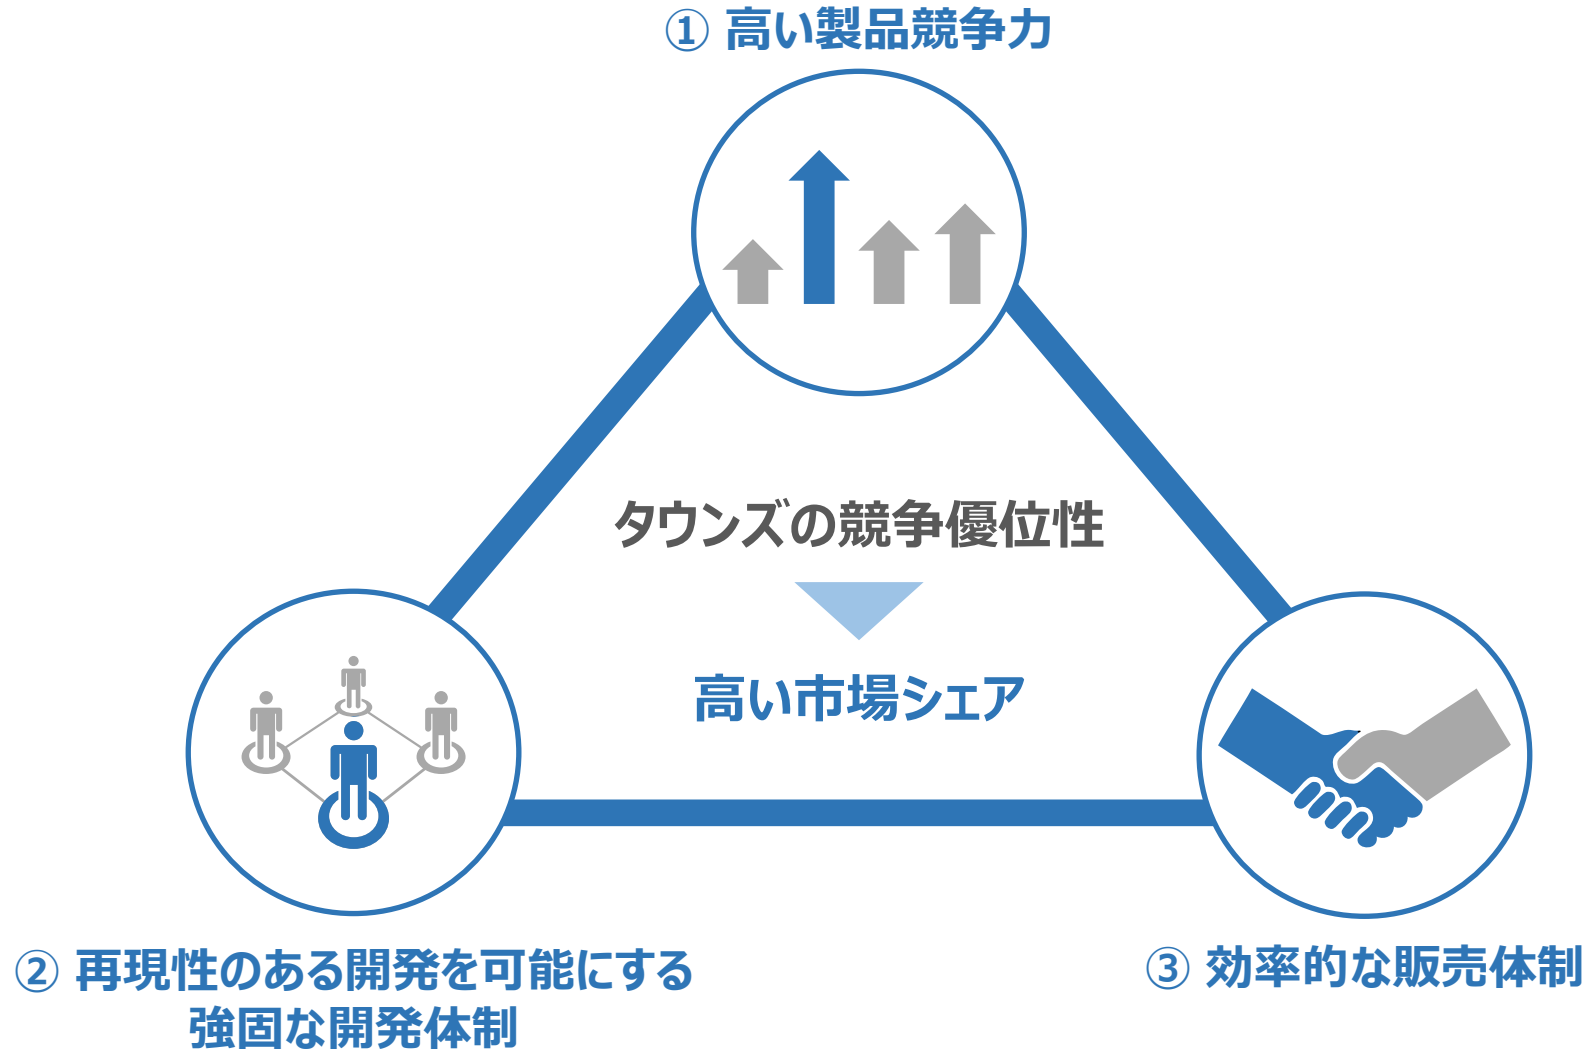 ① 高い製品競争力
タウンズの競争優位性
高い市場シェア
② 再現性のある開発を可能にする
強固な開発体制
③ 効率的な販売体制